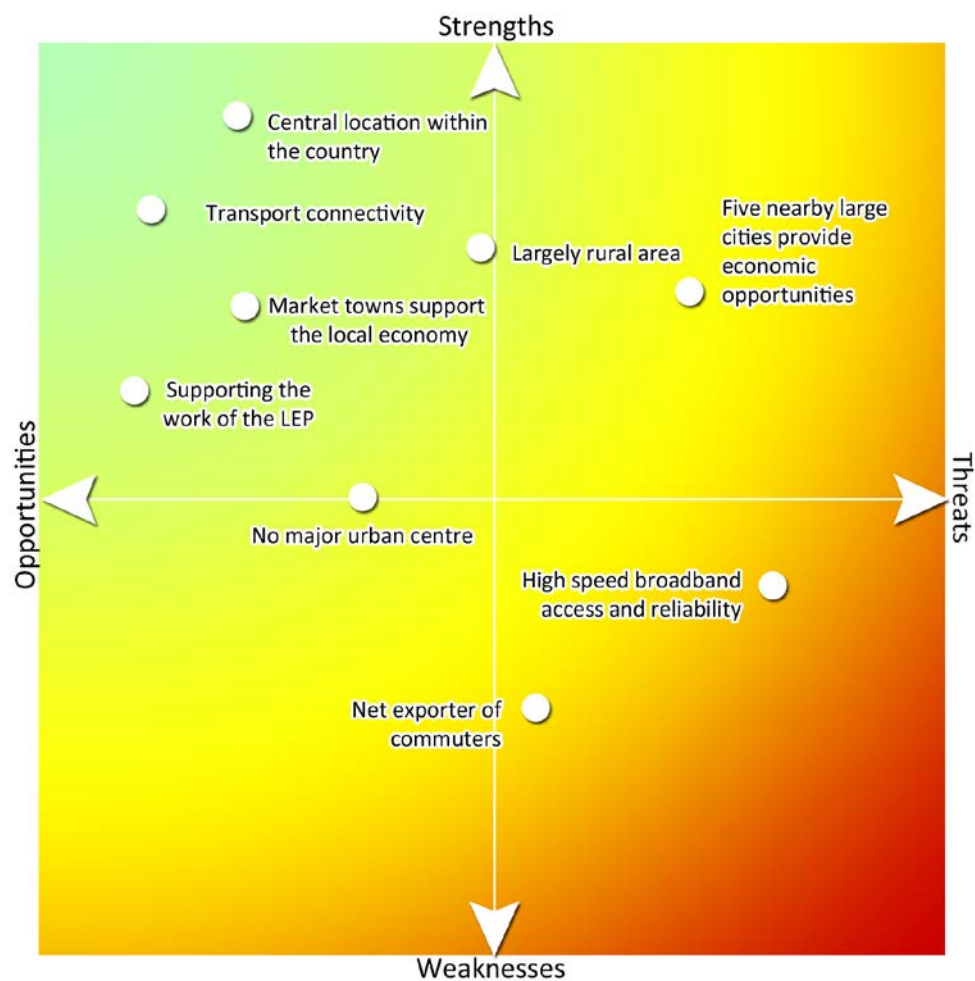 Strengths
Central location within
the country
Transport connectivity
Five nearby large
cities provide
economic
opportunities
Largely rural area
Market towns support
the local economy
Supporting the
work of the LEP
Opportunities
Threats
No major urban centre
High speed broadband
access and reliability
Net exporter of
commuters
Weaknesses